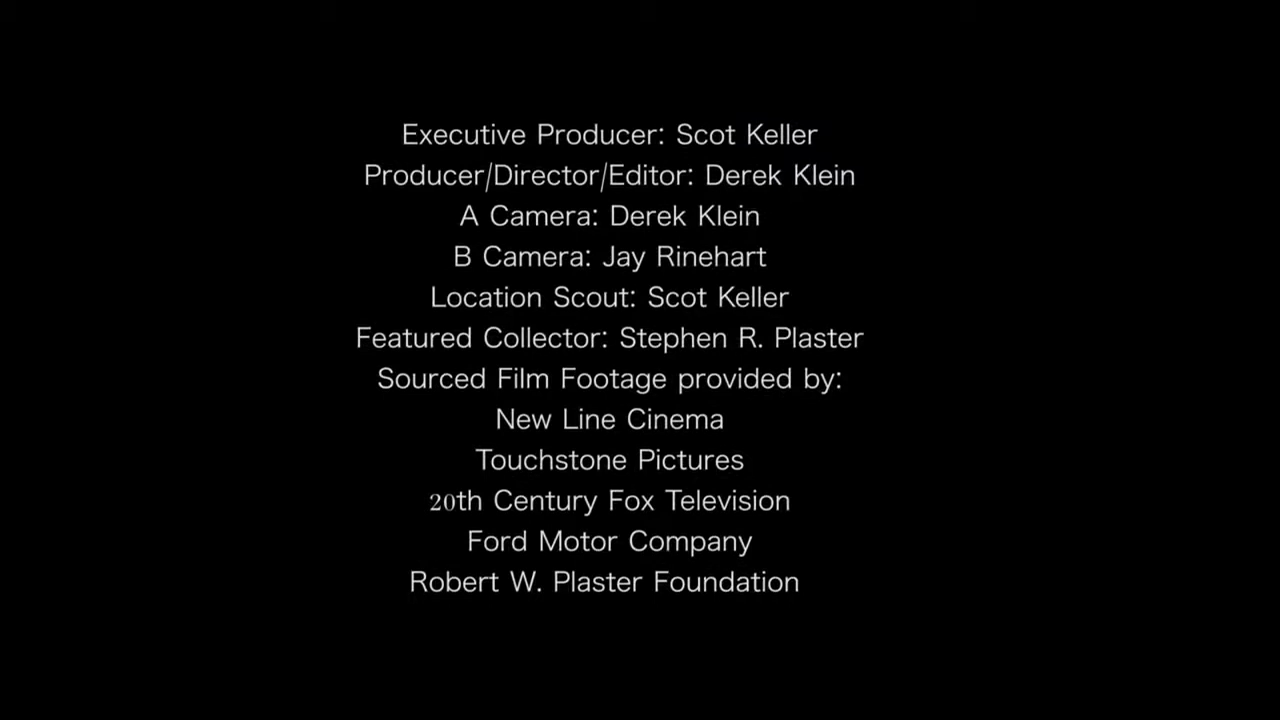 Executive Producer: Scot Keller
Producer/Director/Editor: Derek Klein
A Camera: Derek Klein
B Camera: Jay Rinehart
Location Scout: Scot Keller
Featured Collector: Stephen R. Plaster
Sourced Film Footage provided by:
New Line Cinema
Touchstone Pictures
20th Century Fox Television
Ford Motor Company
Robert W. Plaster Foundation